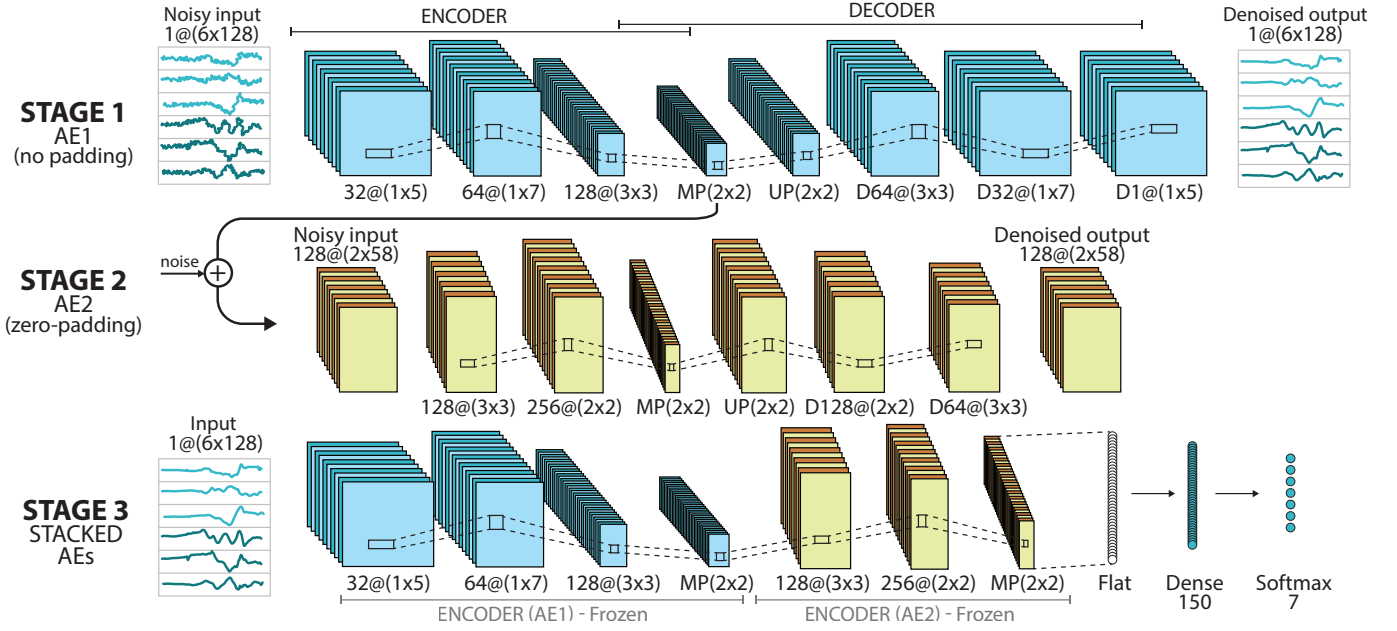 Noisy input
1@(6x128)
ENCODER
DECODER
Denoised output
1@(6x128)
STAGE 1
AE1
(no padding)
32@(1x5)
64@(1x7)
128@(3x3)
MP(2x2)
UP(2x2)
D64@(3x3)
D32@(1x7)
D1@(1x5)
STAGE 2
AE2
(zero-padding)
noise
+
Noisy input
128@(2x58)
Denoised output
128@(2x58)
128@(3x3)
256@(2x2)
MP(2x2)
UP(2x2)
D128@(2x2)
D64@(3x3)
STAGE 3
STACKED
AEs
Input
1@(6x128)
32@(1x5)
64@(1x7)
128@(3x3)
MP(2x2)
128@(3x3)
256@(2x2)
MP(2x2)
Flat
Dense
150
Softmax
7
ENCODER (AE1) - Frozen
ENCODER (AE2) - Frozen